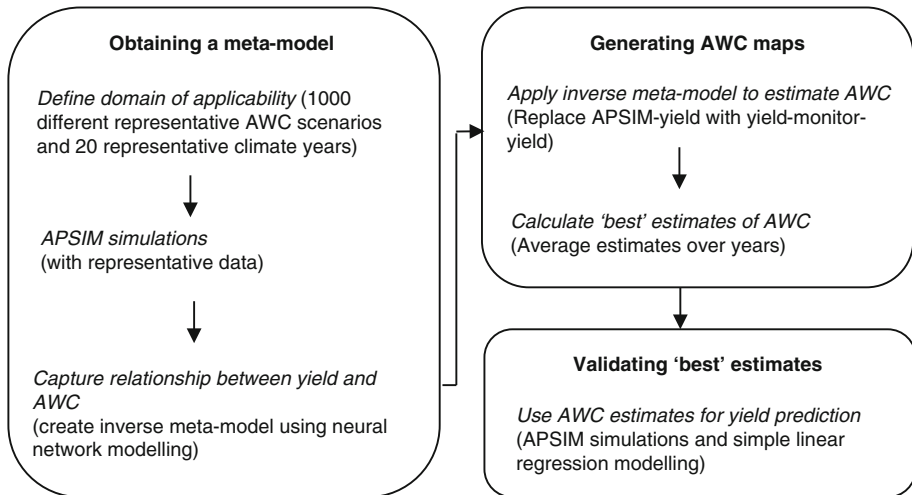 Obtaining a meta-model
Define domain of applicability (1000
different representative AWC scenarios
and 20 representative climate years)
APSIM simulations
(with representative data)
Capture relationship between yield and
AWC
(create inverse meta-model using neural
network modelling)
Generating AWC maps
Apply inverse meta-model to estimate AWC
(Replace APSIM-yield with yield-monitor-
yield)
Calculate ‘best’ estimates of AWC
(Average estimates over years)
Validating ‘best’ estimates
Use AWC estimates for yield prediction
(APSIM simulations and simple linear
regression modelling)